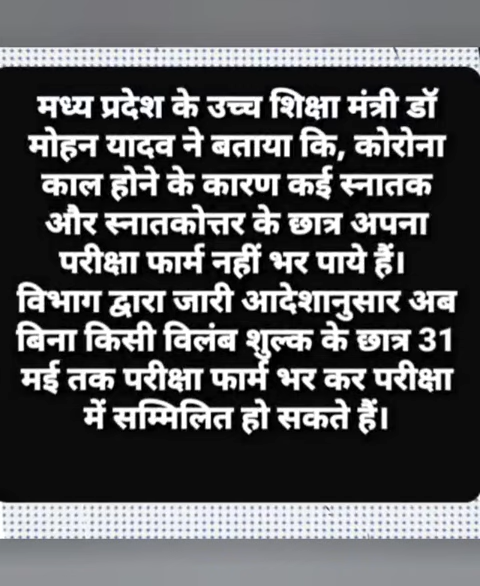 मध्य प्रदेश के उच्च शिक्षा मंत्री डॉ
मोहन यादव ने बताया कि, कोरोना
काल होने के कारण कई स्नातक
और स्नातकोत्तर के छात्र अपना
परीक्षा फार्म नहीं भर पाये हैं।
विभाग द्वारा जारी आदेशानुसार अब
बिना किसी विलंब शुल्क के छात्र 31
मई तक परीक्षा फार्म भर कर परीक्षा
में सम्मिलित हो सकते हैं।